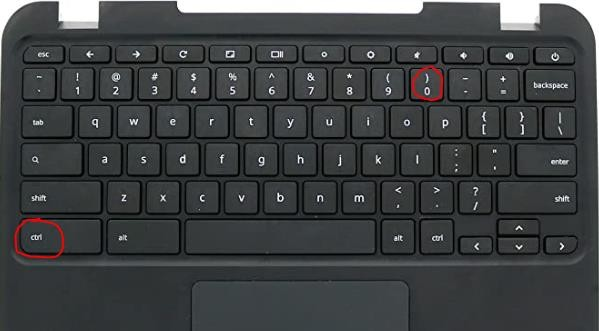 esc
~ ! @ # $ % ^ & * ( ) _ +
` 1 2 3 4 5 6 7 8 9 0 - = backspace
tab q w e r t y u i o p { } |
[ ] \
a s d f g h j k l : " enter
; '
shift z x c v b n m < > ? shift
, . /
ctrl alt alt ctrl